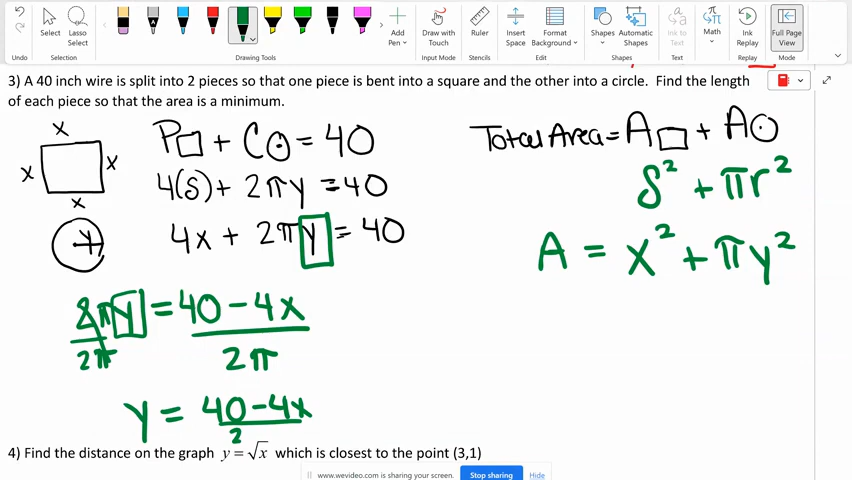 Undo
Select
Lasso
Select
Drawing Tools
Add
Pen
Draw with
Touch
Input Mode
Ruler
Stencils
Insert
Space
Format
Background
Edit
Shapes
Automatic
Shapes
Shapes
Ink to
Text
Text
Ink to
Math
Math
Ink
Replay
Replay
Full Page
View
Mode
3) A 40 inch wire is split into 2 pieces so that one piece is bent into a square and the other into a circle. Find the length
of each piece so that the area is a minimum.
x
x
x
x
y
P□ + C⊙ = 40
4(s) + 2πy = 40
4x + 2πy = 40
Total Area = A□ + A⊙
s² + πr²
A = x² + πy²
2πy = 40 - 4x
2π
2π
y = 40 - 4x
2
4) Find the distance on the graph y = √x which is closest to the point (3,1)
www.wevideo.com is sharing your screen.
Stop sharing
Hide